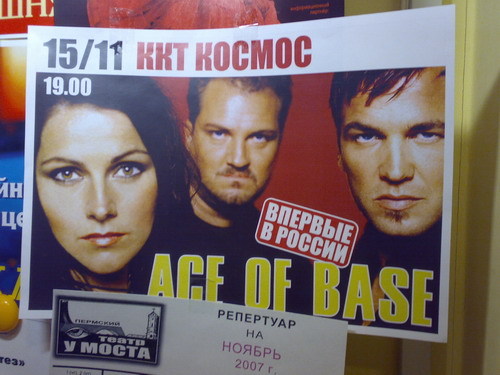 15/11 ККТ КОСМОС
19.00
ВПЕРВЫЕ
В РОССИИ
ACE OF BASE
ПЕРМСКИЙ
театр
У МОСТА
РЕПЕРТУАР
НА
НОЯБРЬ
2007 г.